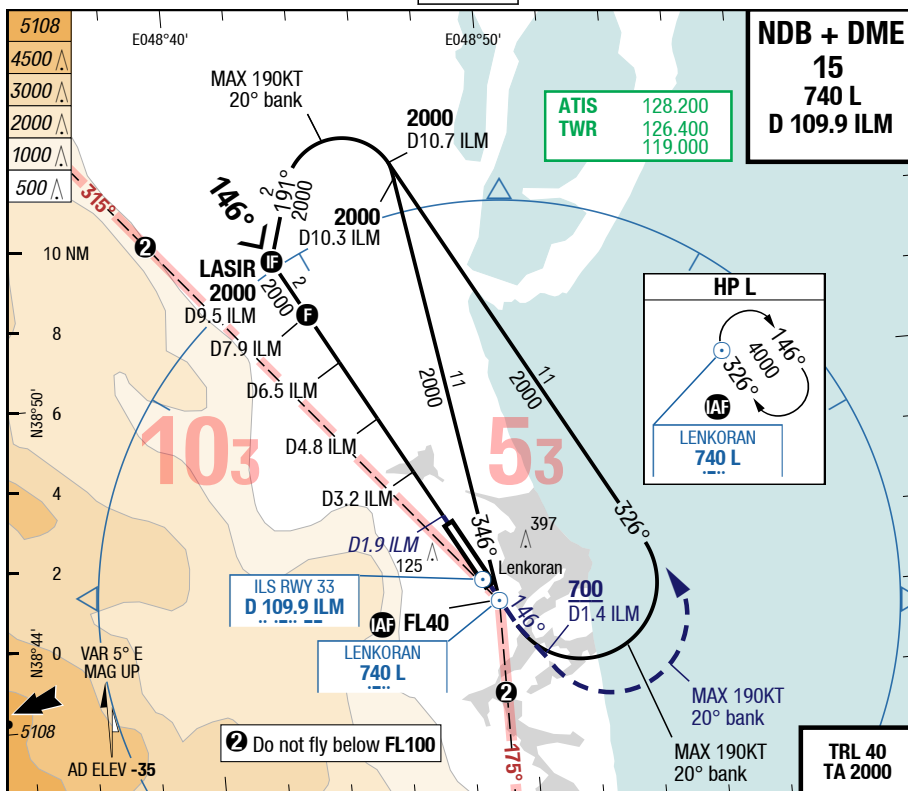 5108
4500
3000
2000
1000
500
E048°40'
E048°50'
NDB + DME
15
740 L
D 109.9 ILM
ATIS 128.200
TWR 126.400
119.000
MAX 190KT
20° bank
2000
D10.7 ILM
2000
D10.3 ILM
315°
2
146°
2
191°
2000
IF
LASIR
2000
D9.5 ILM
2
2000
F
D7.9 ILM
D6.5 ILM
D4.8 ILM
D3.2 ILM
D1.9 ILM
10 NM
8
6
4
2
0
N38°50'
N38°44'
103
53
11
2000
11
2000
346°
326°
HP L
146°
4000
326°
IAF
LENKORAN
740 L
397
125
Lenkoran
ILS RWY 33
D 109.9 ILM
IAF FL40
LENKORAN
740 L
146°
700
D1.4 ILM
MAX 190KT
20° bank
MAX 190KT
20° bank
VAR 5° E
MAG UP
5108
AD ELEV -35
2 Do not fly below FL100
2
175°
TRL 40
TA 2000